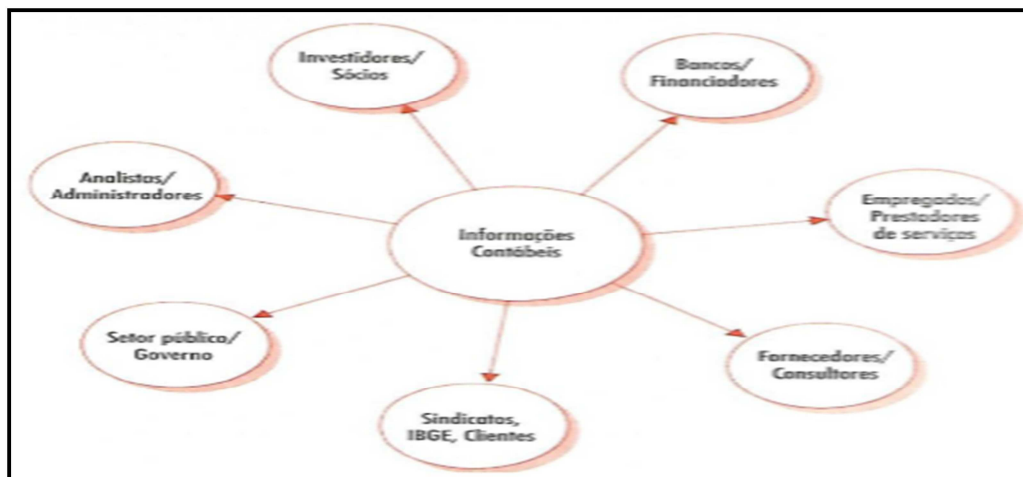 Investidores/
Sócios
Bancos/
Financiadores
Analistas/
Administradores
Empregados/
Prestadores
de serviços
Informações
Contábeis
Setor público/
Governo
Fornecedores/
Consultores
Sindicatos,
IBGE, Clientes